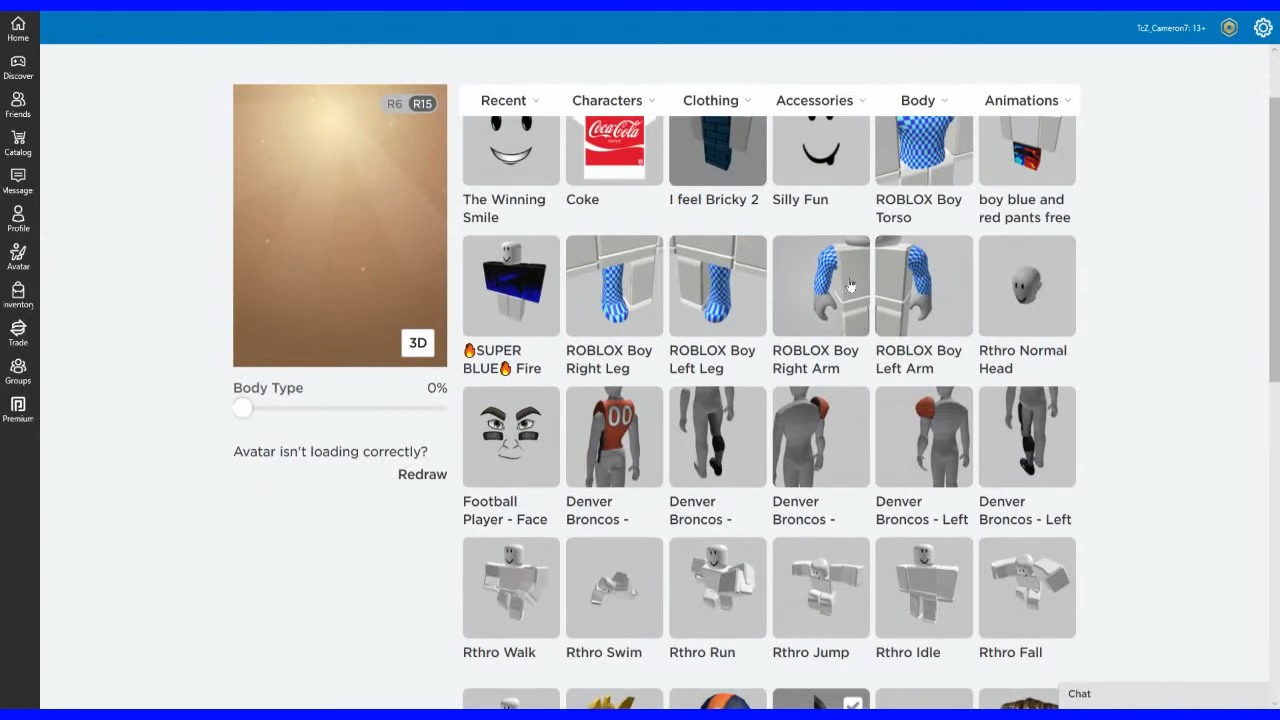 TcZ_Cameron7: 13+
Home
Discover
Friends
Catalog
Message
Profile
Avatar
Inventory
Trade
Groups
Premium
R6 R15
3D
Body Type 0%
Avatar isn't loading correctly?
Redraw
Recent Characters Clothing Accessories Body Animations
Coca-Cola
The Winning Smile
Coke
I feel Bricky 2
Silly Fun
ROBLOX Boy Torso
boy blue and red pants free
🔥SUPER BLUE🔥 Fire
ROBLOX Boy Right Leg
ROBLOX Boy Left Leg
ROBLOX Boy Right Arm
ROBLOX Boy Left Arm
Rthro Normal Head
00
Football Player - Face
Denver Broncos -
Denver Broncos -
Denver Broncos -
Denver Broncos - Left
Denver Broncos - Left
Rthro Walk
Rthro Swim
Rthro Run
Rthro Jump
Rthro Idle
Rthro Fall
Chat